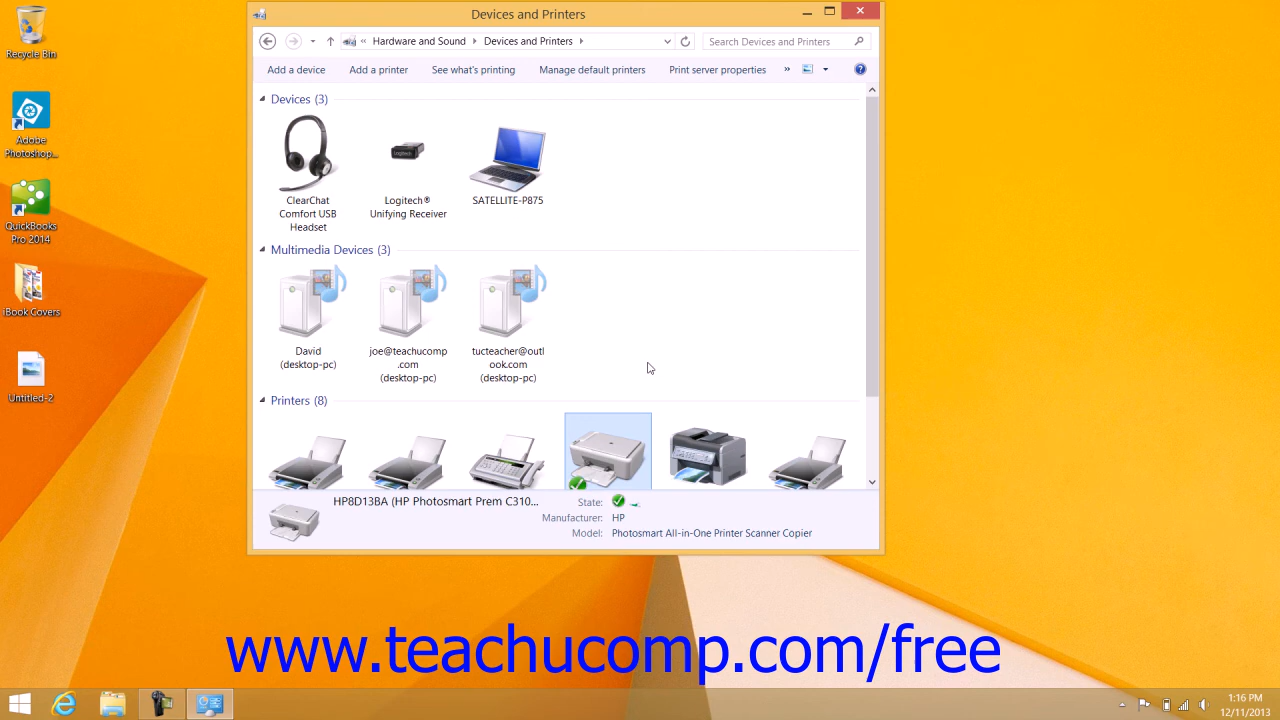 Recycle Bin
Adobe
Photoshop...
QuickBooks
Pro 2014
iBook Covers
Untitled-2
Devices and Printers
« Hardware and Sound Devices and Printers
Search Devices and Printers
Add a device Add a printer See what's printing Manage default printers Print server properties »
Devices (3)
ClearChat
Comfort USB
Headset
Logitech
Logitech®
Unifying Receiver
SATELLITE-P875
Multimedia Devices (3)
David
(desktop-pc)
joe@teachucomp
.com
(desktop-pc)
tucteacher@outl
ook.com
(desktop-pc)
Printers (8)
HP8D13BA (HP Photosmart Prem C310...
State:
Manufacturer: HP
Model: Photosmart All-in-One Printer Scanner Copier
www.teachucomp.com/free
1:16 PM
12/11/2013